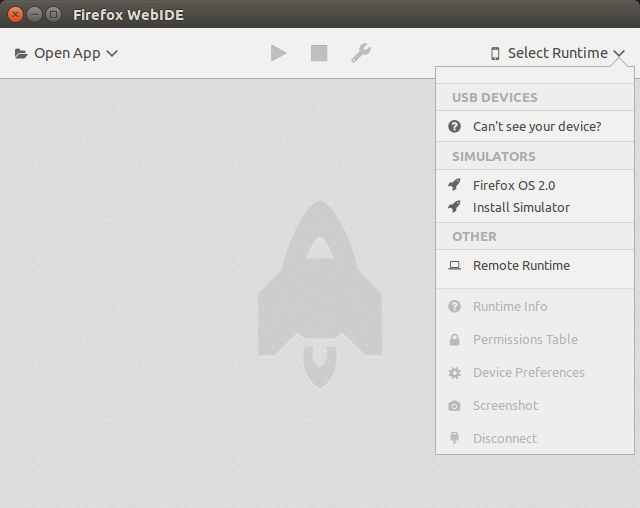 Firefox WebIDE
Open App
Select Runtime
USB DEVICES
Can't see your device?
SIMULATORS
Firefox OS 2.0
Install Simulator
OTHER
Remote Runtime
Runtime Info
Permissions Table
Device Preferences
Screenshot
Disconnect